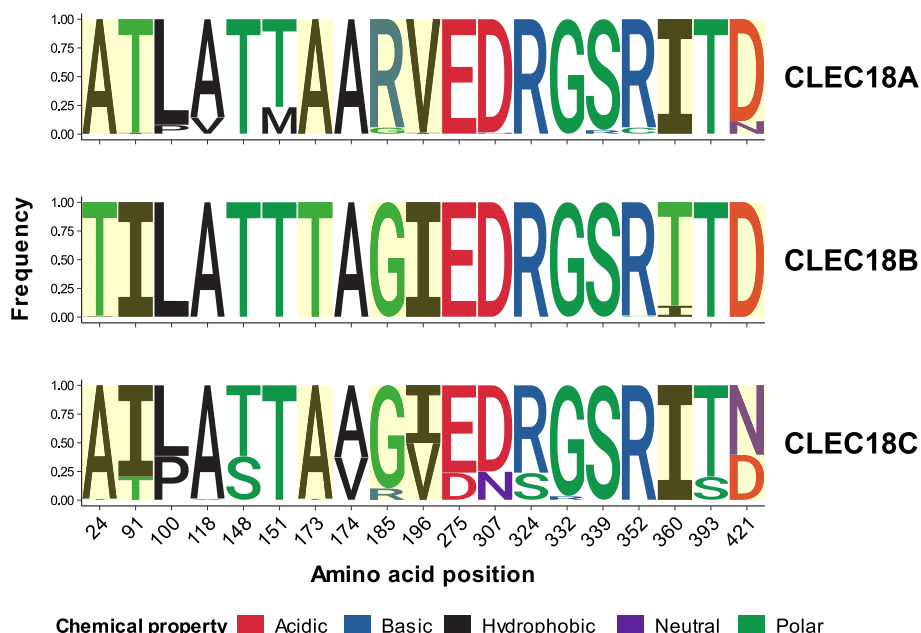 1.00
0.75
0.50
0.25
0.00
A T L P A V T T M A A R G V E D R G S R R C I T D N
CLEC18A
1.00
0.75
0.50
0.25
0.00
T I L A T T T A G I E D R G S R T I T D
CLEC18B
1.00
0.75
0.50
0.25
0.00
A I T L P A T S T A A V G R I V E D D N R S G R S R I T S N D
CLEC18C
Frequency
24 91 100 118 148 151 173 174 185 196 275 307 324 332 339 352 360 393 421
Amino acid position
Chemical property Acidic Basic Hydrophobic Neutral Polar